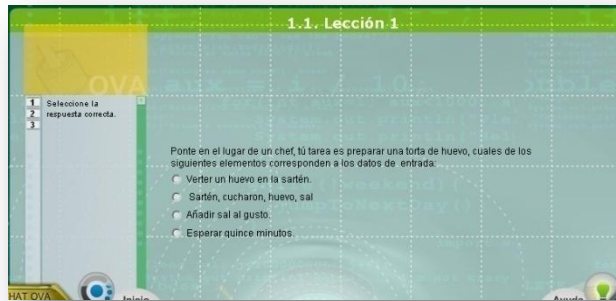 1.1. Lección 1
OVA
1 Seleccione la
2 respuesta correcta.
3
Ponte en el lugar de un chef, tú tarea es preparar una torta de huevo, cuales de los
siguientes elementos corresponden a los datos de entrada:
Verter un huevo en la sartén.
Sartén, cucharon, huevo, sal
Añadir sal al gusto.
Esperar quince minutos.
HAT OVA
Inicio
Ayuda